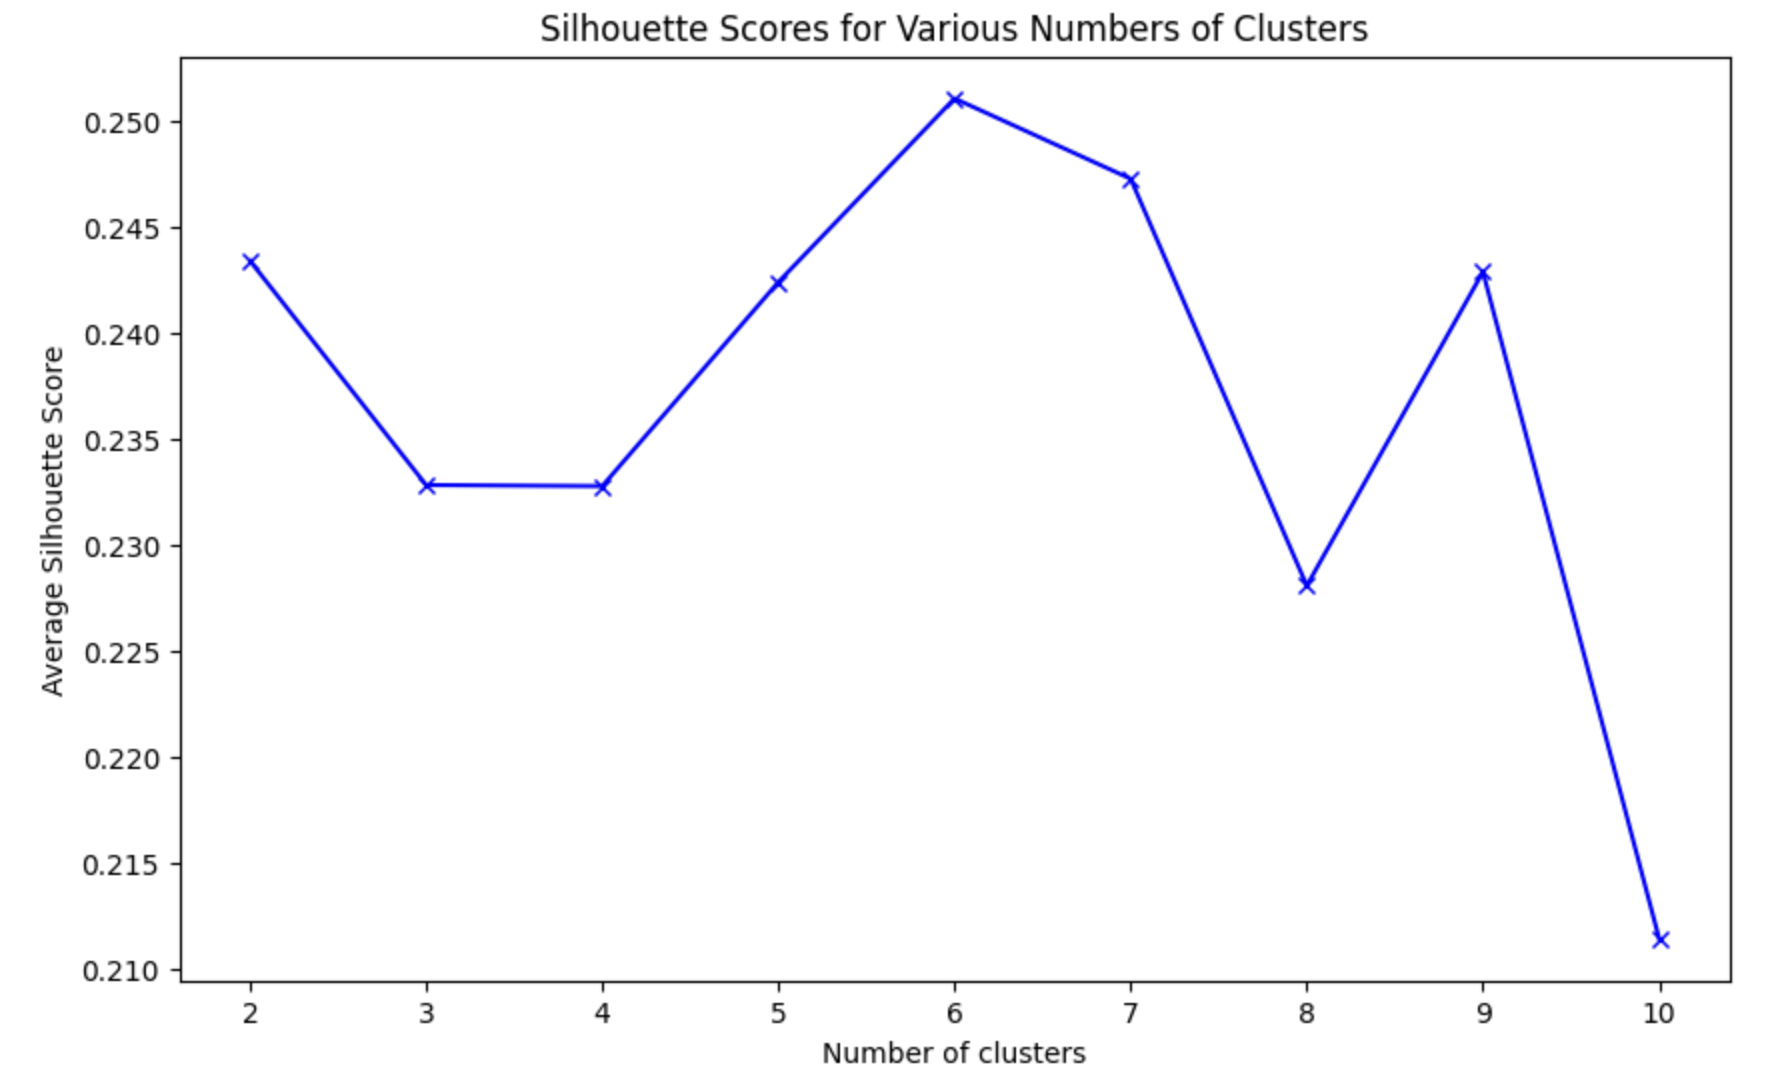 Silhouette Scores for Various Numbers of Clusters
Average Silhouette Score
0.250
0.245
0.240
0.235
0.230
0.225
0.220
0.215
0.210
2 3 4 5 6 7 8 9 10
Number of clusters